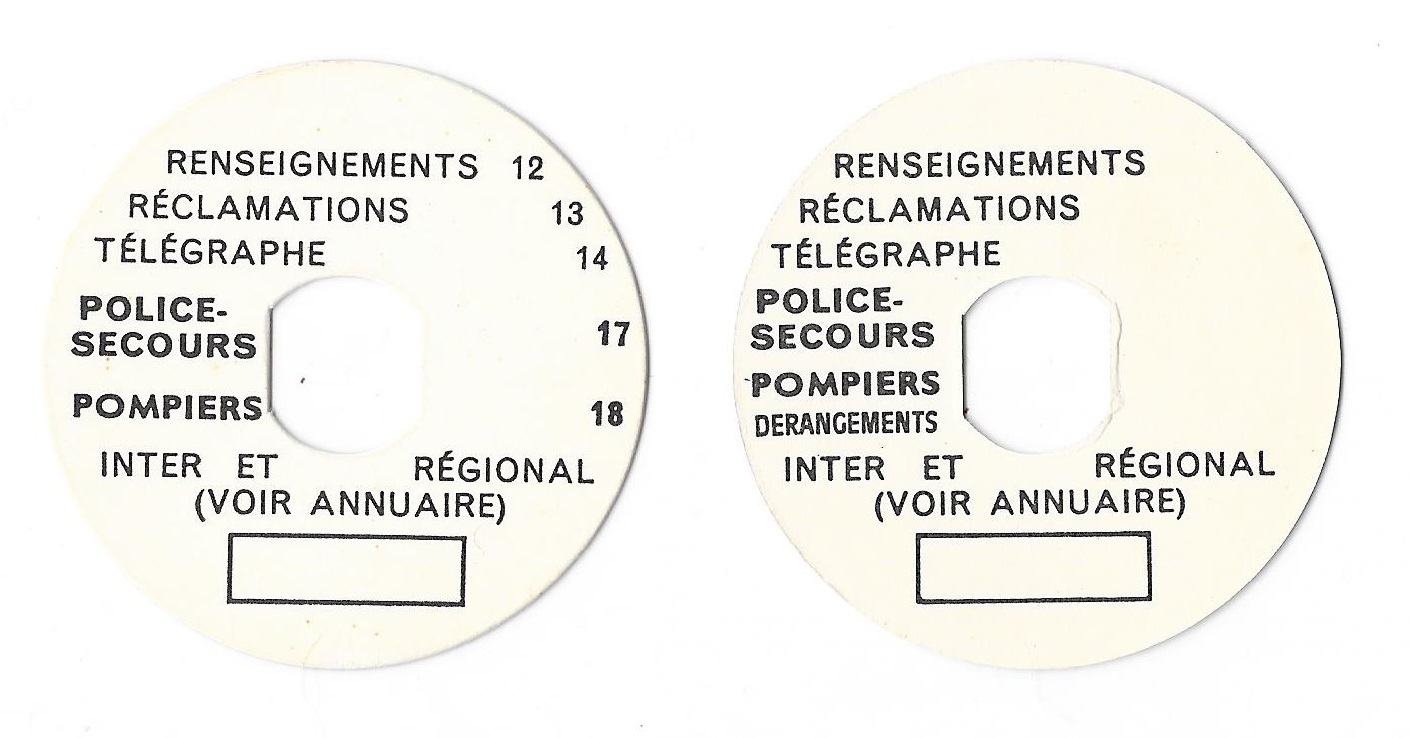 RENSEIGNEMENTS 12
RÉCLAMATIONS 13
TÉLÉGRAPHE 14
POLICE-
SECOURS 17
POMPIERS 18
INTER ET RÉGIONAL
(VOIR ANNUAIRE)
RENSEIGNEMENTS
RÉCLAMATIONS
TÉLÉGRAPHE
POLICE-
SECOURS
POMPIERS
DERANGEMENTS
INTER ET RÉGIONAL
(VOIR ANNUAIRE)